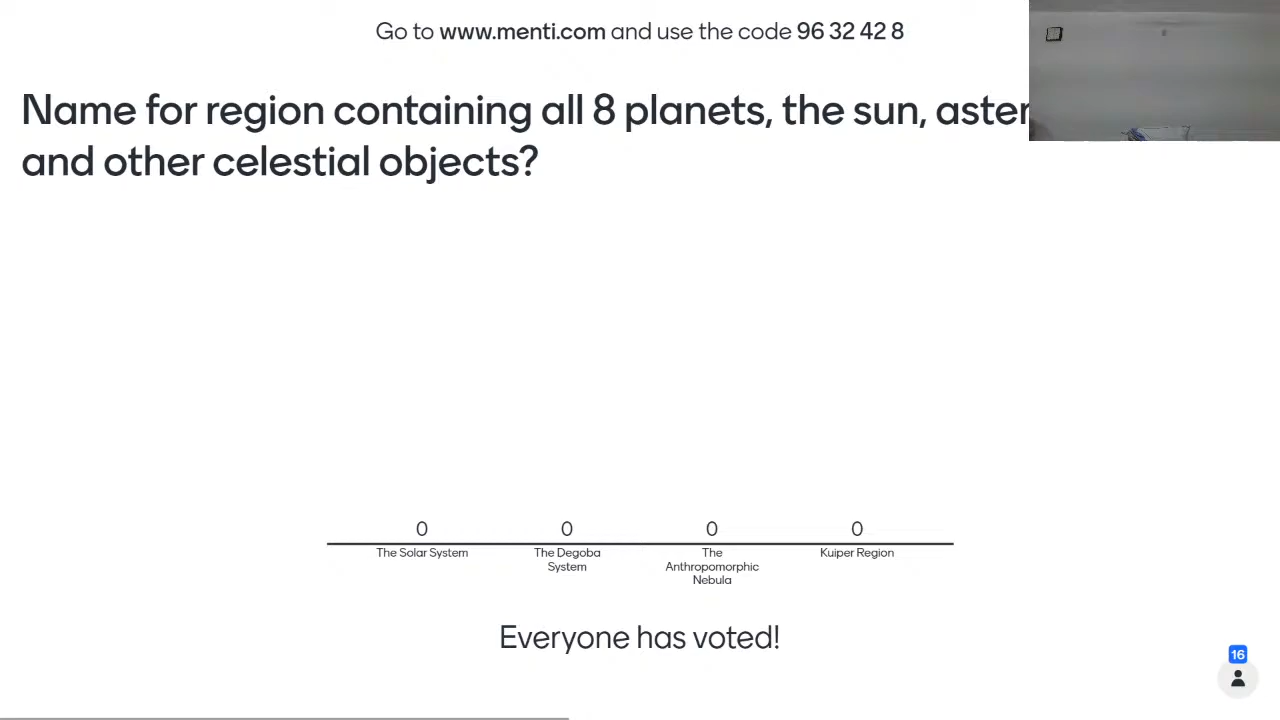 Go to www.menti.com and use the code 96 32 42 8
Name for region containing all 8 planets, the sun,
and other celestial objects?
0
0
0
0
The Solar System
The Degoba
System
The
Anthropomorphic
Nebula
Kuiper Region
Everyone has voted!
16